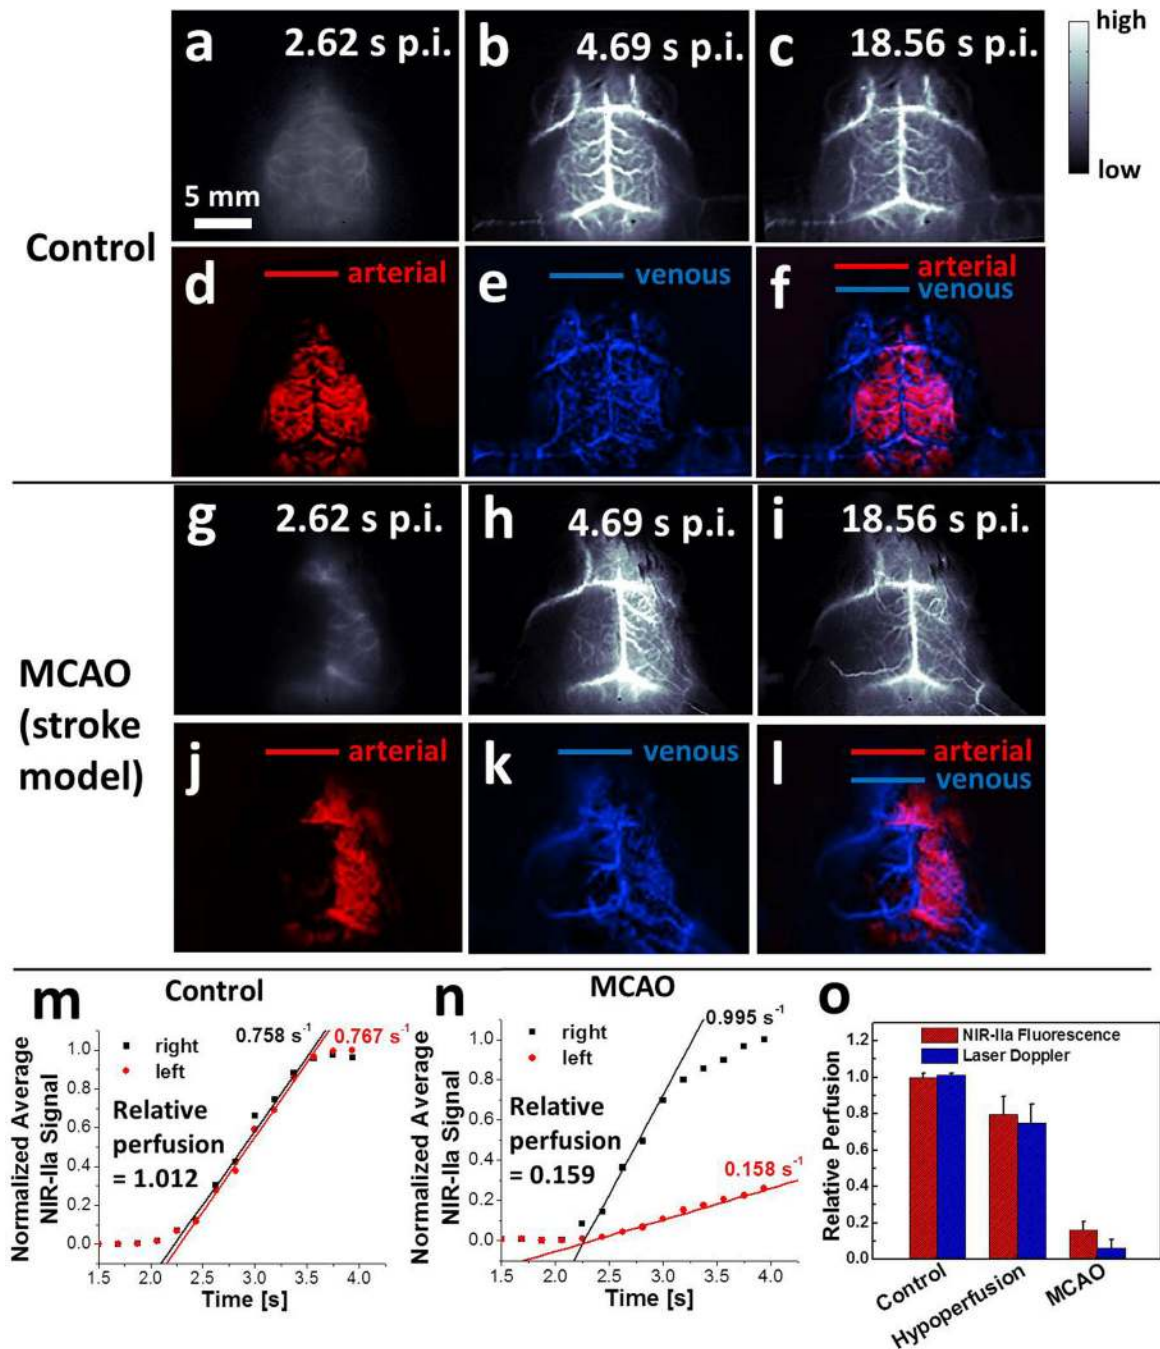 a 2.62 s p.i.
b 4.69 s p.i.
c 18.56 s p.i.
high
low
5 mm
Control
d arterial
e venous
f arterial
venous
g 2.62 s p.i.
h 4.69 s p.i.
i 18.56 s p.i.
MCAO
(stroke
model)
j arterial
k venous
l arterial
venous
m Control
0.758 s⁻¹ 0.767 s⁻¹
right
left
Relative
perfusion
= 1.012
Normalized Average
NIR-IIa Signal
1.0
0.8
0.6
0.4
0.2
0.0
1.5 2.0 2.5 3.0 3.5 4.0
Time [s]
n MCAO
0.995 s⁻¹
right
left
Relative
perfusion
= 0.159
0.158 s⁻¹
Normalized Average
NIR-IIa Signal
1.0
0.8
0.6
0.4
0.2
0.0
1.5 2.0 2.5 3.0 3.5 4.0
Time [s]
o
NIR-IIa Fluorescence
Laser Doppler
Relative Perfusion
1.2
1.0
0.8
0.6
0.4
0.2
0.0
Control
Hypoperfusion
MCAO